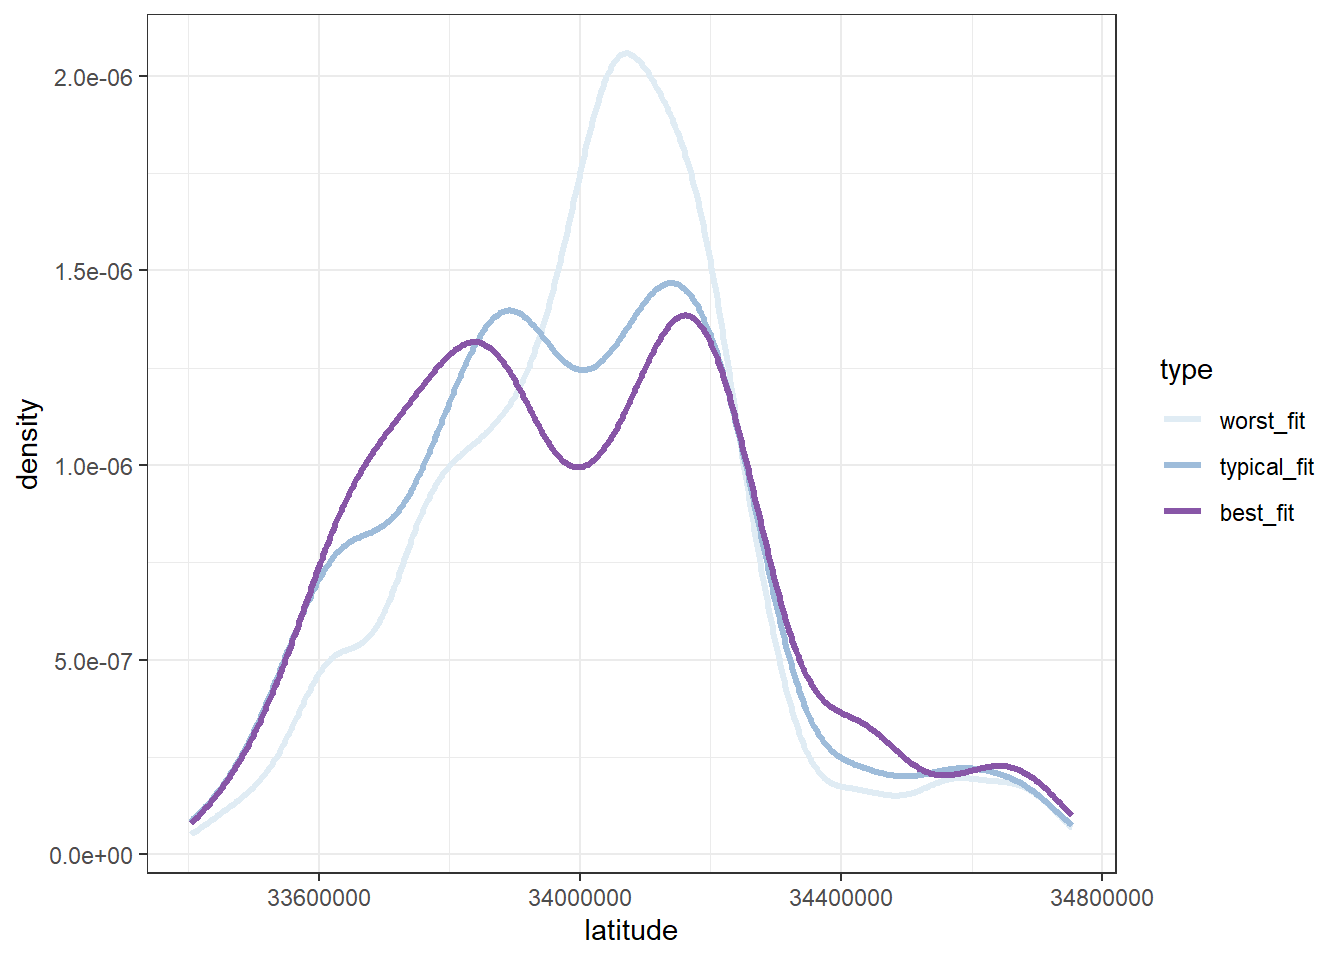 2.0e-06
1.5e-06
1.0e-06
5.0e-07
0.0e+00
density
33600000 34000000 34400000 34800000
latitude
type
worst_fit
typical_fit
best_fit